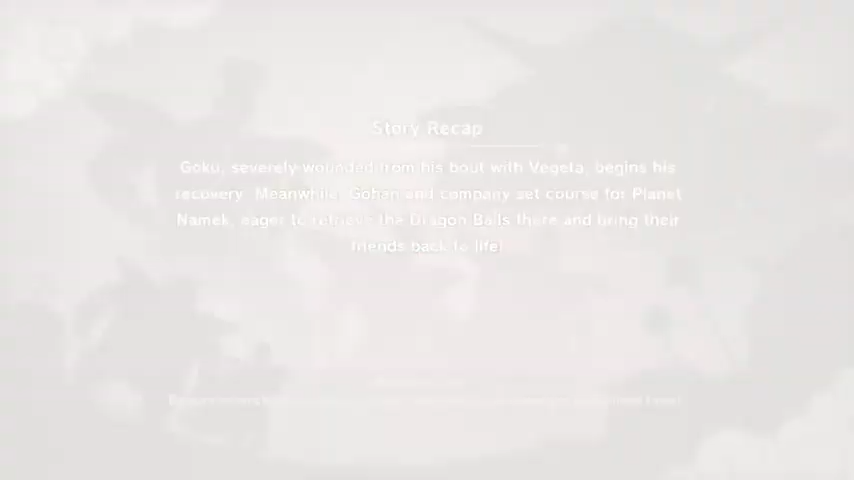 Story Recap
Goku, severely wounded from his bout with Vegeta, begins his
recovery. Meanwhile, Gohan and company set course for Planet
Namek, eager to retrieve the Dragon Balls there and bring their
friends back to life!